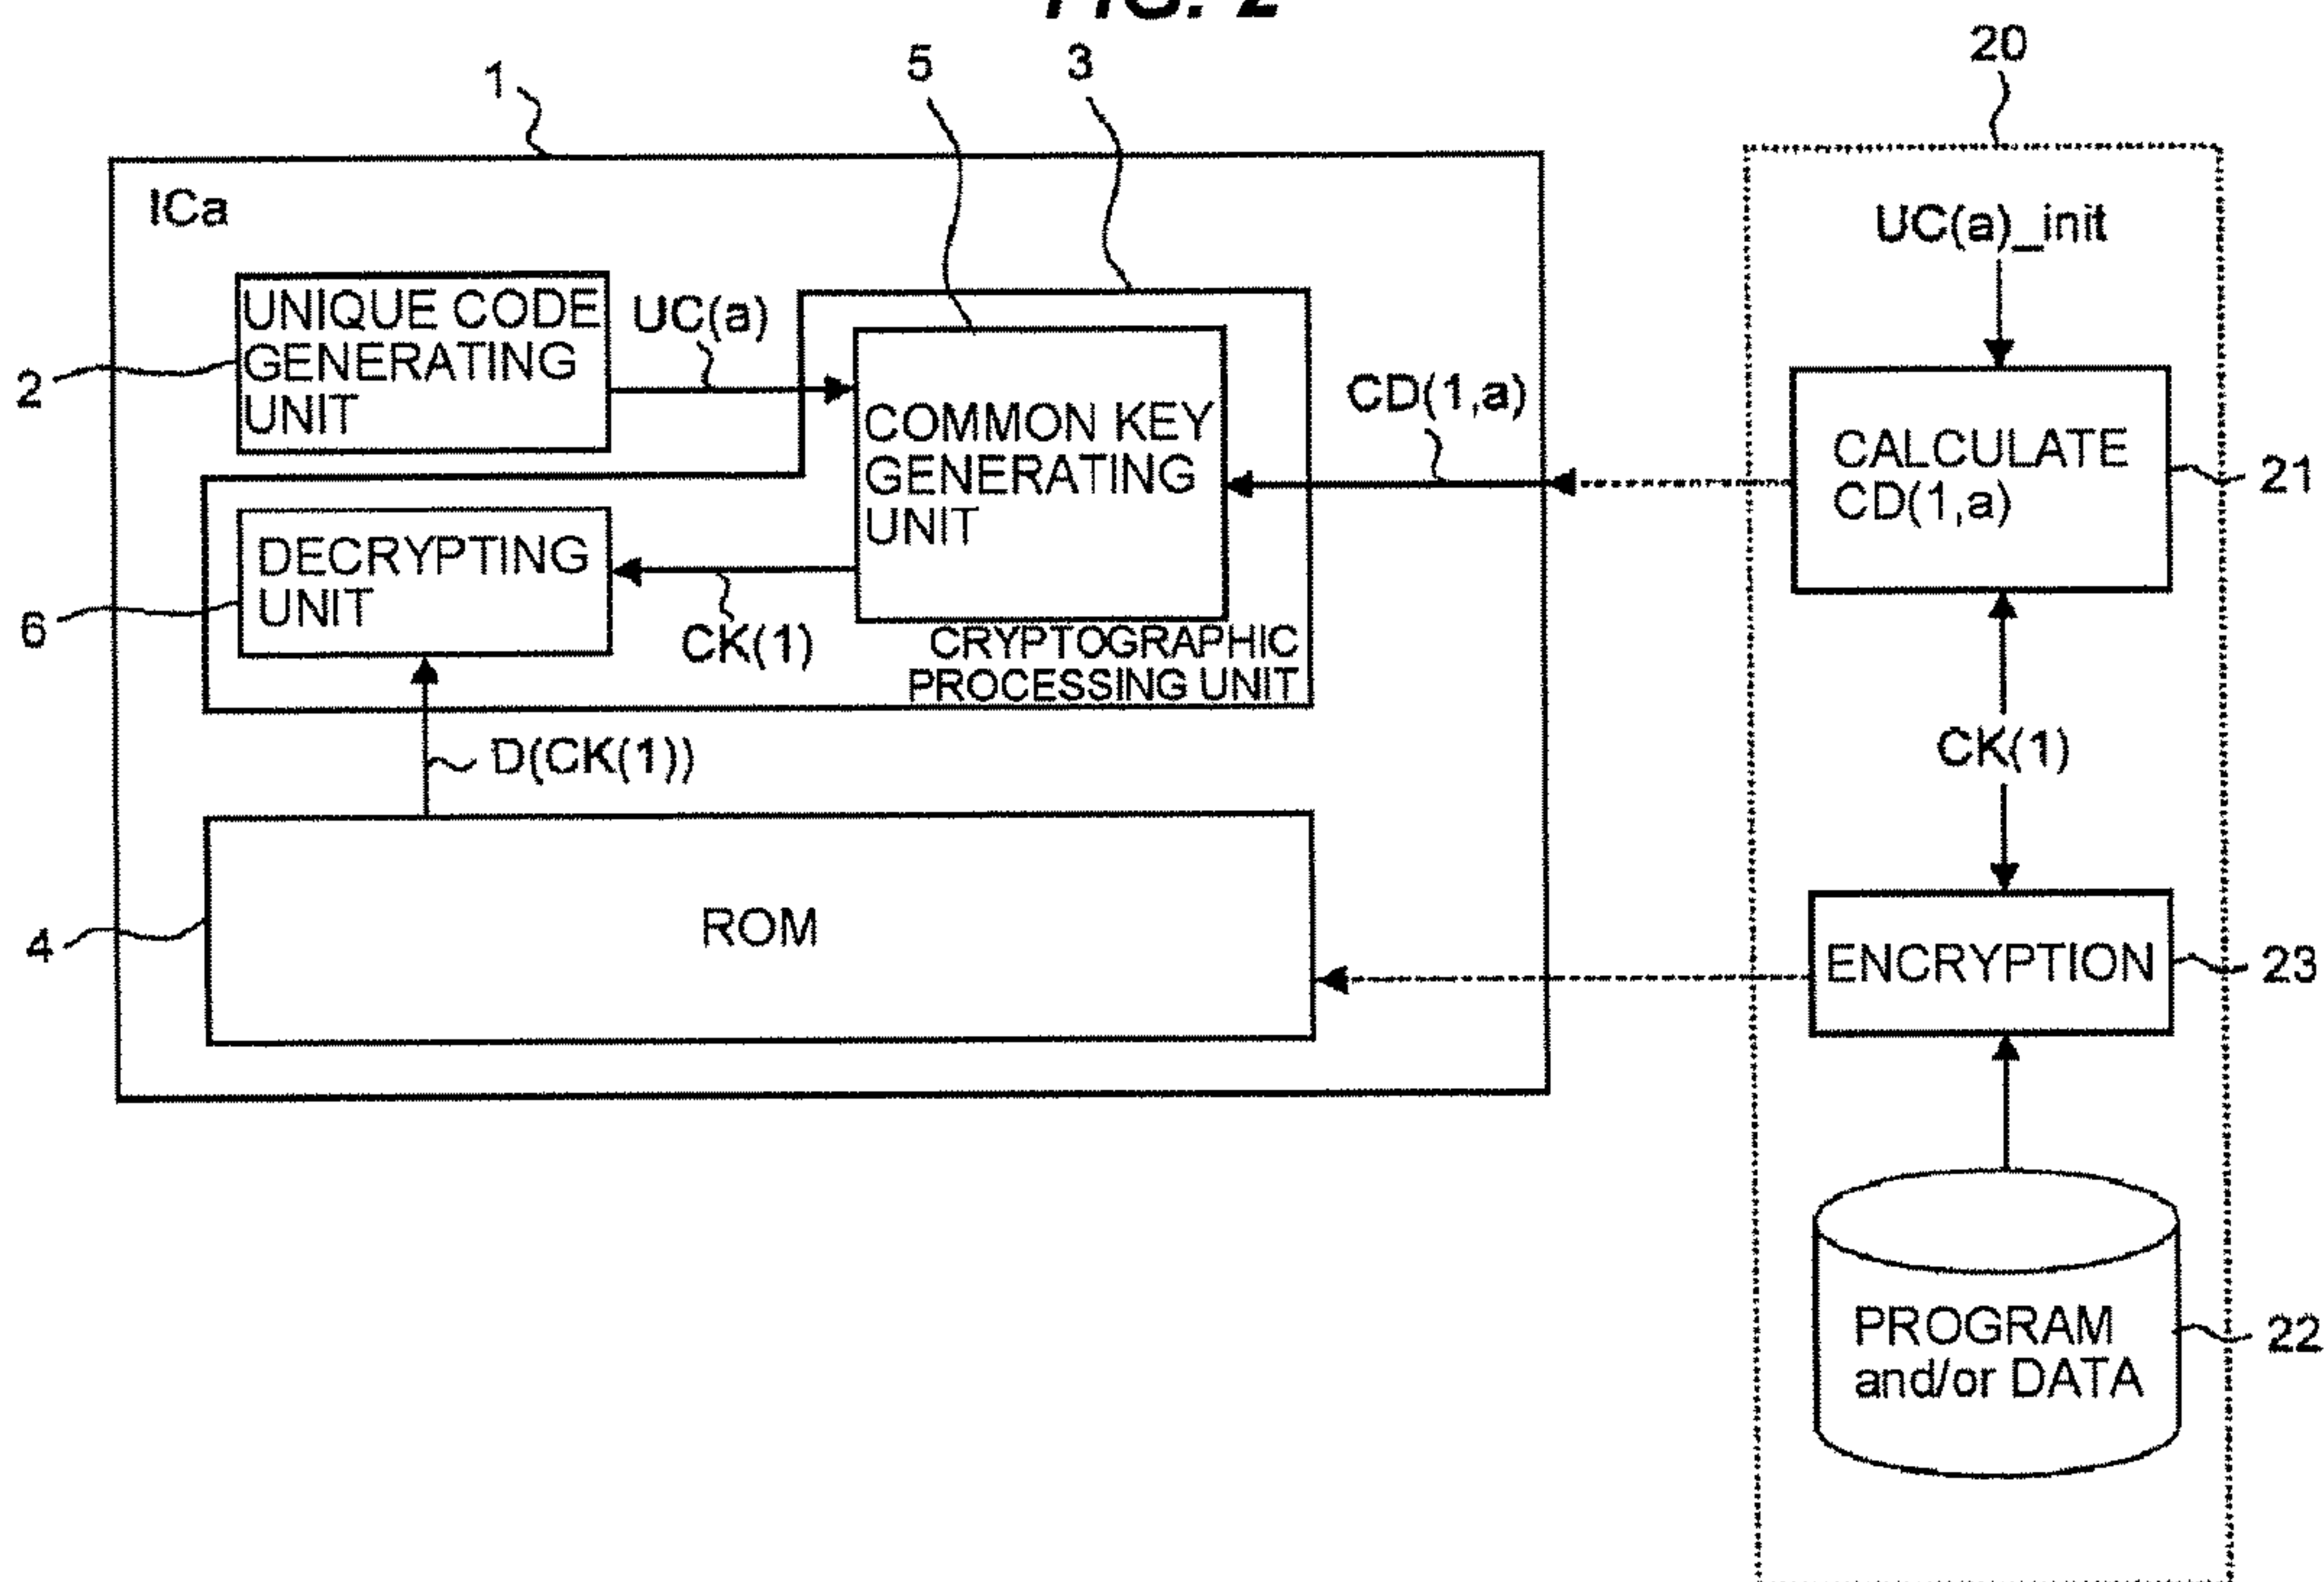 FIG. 2
1
5
3
20
ICa
UC(a)_init
UNIQUE CODE
GENERATING
UNIT
2
UC(a)
COMMON KEY
GENERATING
UNIT
CD(1,a)
CALCULATE
CD(1,a)
21
DECRYPTING
UNIT
6
CK(1)
CRYPTOGRAPHIC
PROCESSING UNIT
D(CK(1))
CK(1)
ROM
4
ENCRYPTION
23
PROGRAM
and/or DATA
22